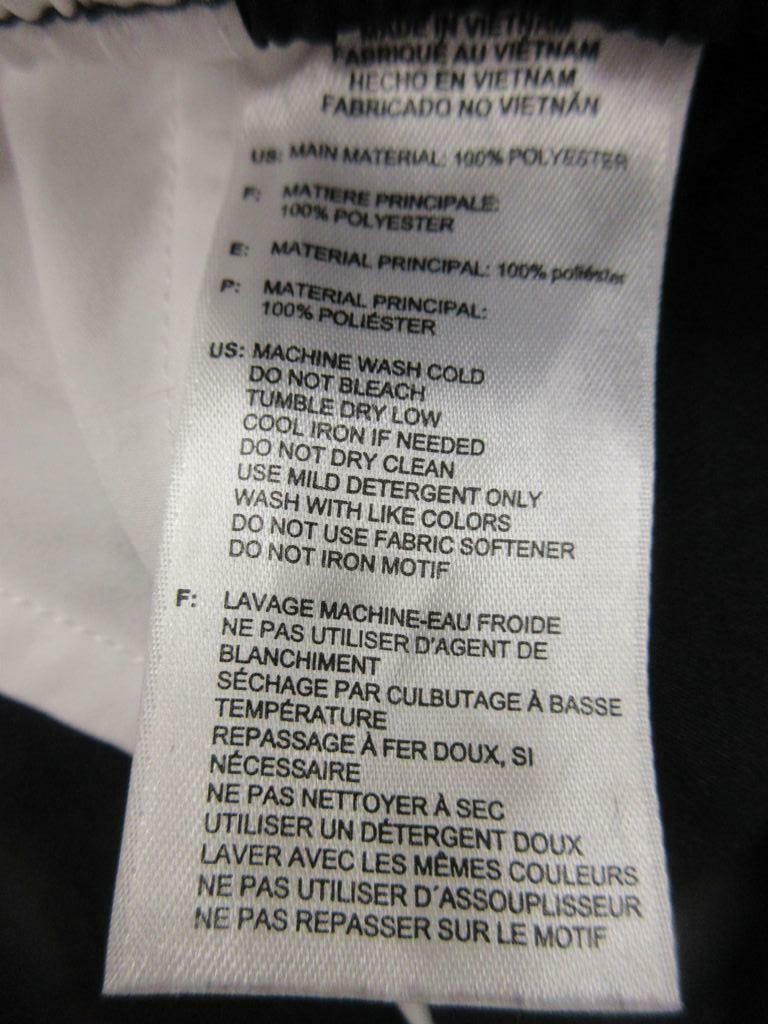 MADE IN VIETNAM
FABRIQUÉ AU VIÊTNAM
HECHO EN VIETNAM
FABRICADO NO VIETNÁN
US: MAIN MATERIAL: 100% POLYESTER
F: MATIERE PRINCIPALE:
100% POLYESTER
E: MATERIAL PRINCIPAL: 100% poliéster
P: MATERIAL PRINCIPAL:
100% POLIÉSTER
US: MACHINE WASH COLD
DO NOT BLEACH
TUMBLE DRY LOW
COOL IRON IF NEEDED
DO NOT DRY CLEAN
USE MILD DETERGENT ONLY
WASH WITH LIKE COLORS
DO NOT USE FABRIC SOFTENER
DO NOT IRON MOTIF
F: LAVAGE MACHINE-EAU FROIDE
NE PAS UTILISER D'AGENT DE
BLANCHIMENT
SÉCHAGE PAR CULBUTAGE À BASSE
TEMPÉRATURE
REPASSAGE À FER DOUX, SI
NÉCESSAIRE
NE PAS NETTOYER À SEC
UTILISER UN DÉTERGENT DOUX
LAVER AVEC LES MÊMES COULEURS
NE PAS UTILISER D'ASSOUPLISSEUR
NE PAS REPASSER SUR LE MOTIF